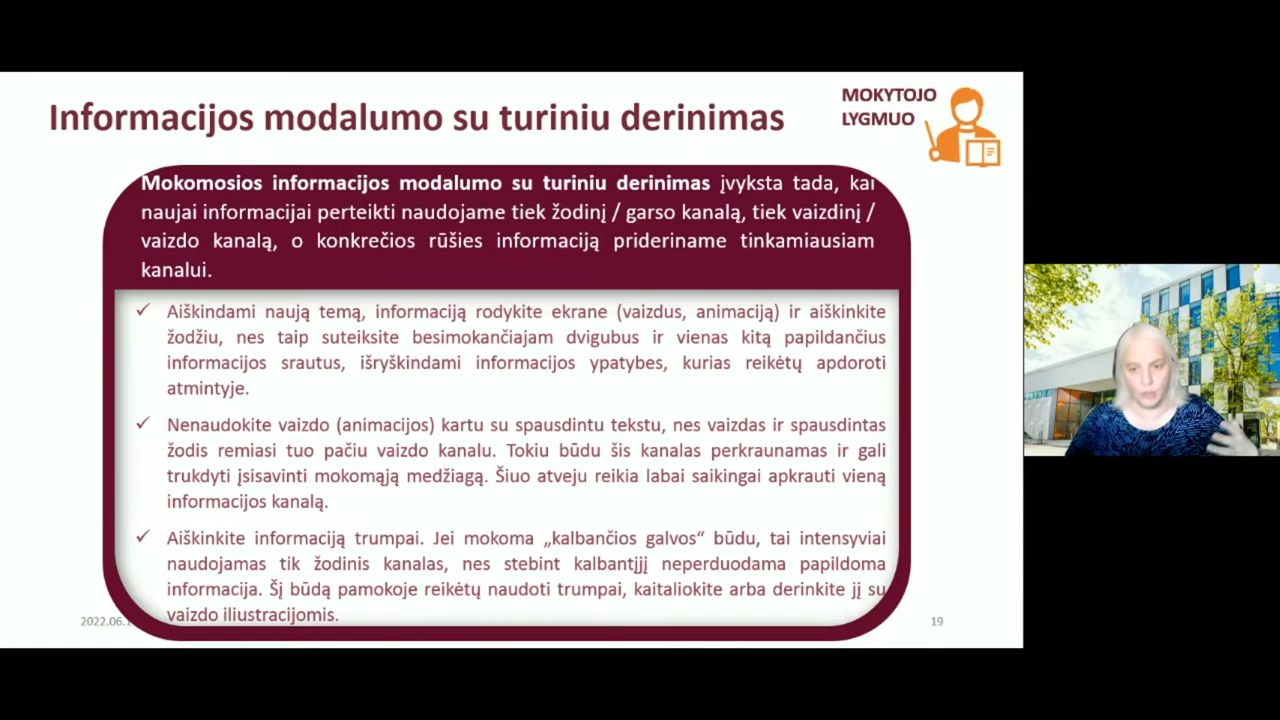 Informacijos modalumo su turiniu derinimas
MOKYTOJO
LYGMUO
Mokomosios informacijos modalumo su turiniu derinimas įvyksta tada, kai
naujai informacijai perteikti naudojame tiek žodinį / garso kanalą, tiek vaizdinį /
vaizdo kanalą, o konkrečios rūšies informaciją prideriname tinkamiausiam
kanalui.
✓ Aiškindami naują temą, informaciją rodykite ekrane (vaizdus, animaciją) ir aiškinkite
žodžiu, nes taip suteiksite besimokančiajam dvigubus ir vienas kitą papildančius
informacijos srautus, išryškindami informacijos ypatybes, kurias reikėtų apdoroti
atmintyje.
✓ Nenaudokite vaizdo (animacijos) kartu su spausdintu tekstu, nes vaizdas ir spausdintas
žodis remiasi tuo pačiu vaizdo kanalu. Tokiu būdu šis kanalas perkraunamas ir gali
trukdyti įsisavinti mokomąją medžiagą. Šiuo atveju reikia labai saikingai apkrauti vieną
informacijos kanalą.
✓ Aiškinkite informaciją trumpai. Jei mokoma „kalbančios galvos“ būdu, tai intensyviai
naudojamas tik žodinis kanalas, nes stebint kalbantįjį neperduodama papildoma
informacija. Šį būdą pamokoje reikėtų naudoti trumpai, kaitaliokite arba derinkite jį su
vaizdo iliustracijomis.
2022.06.1
19